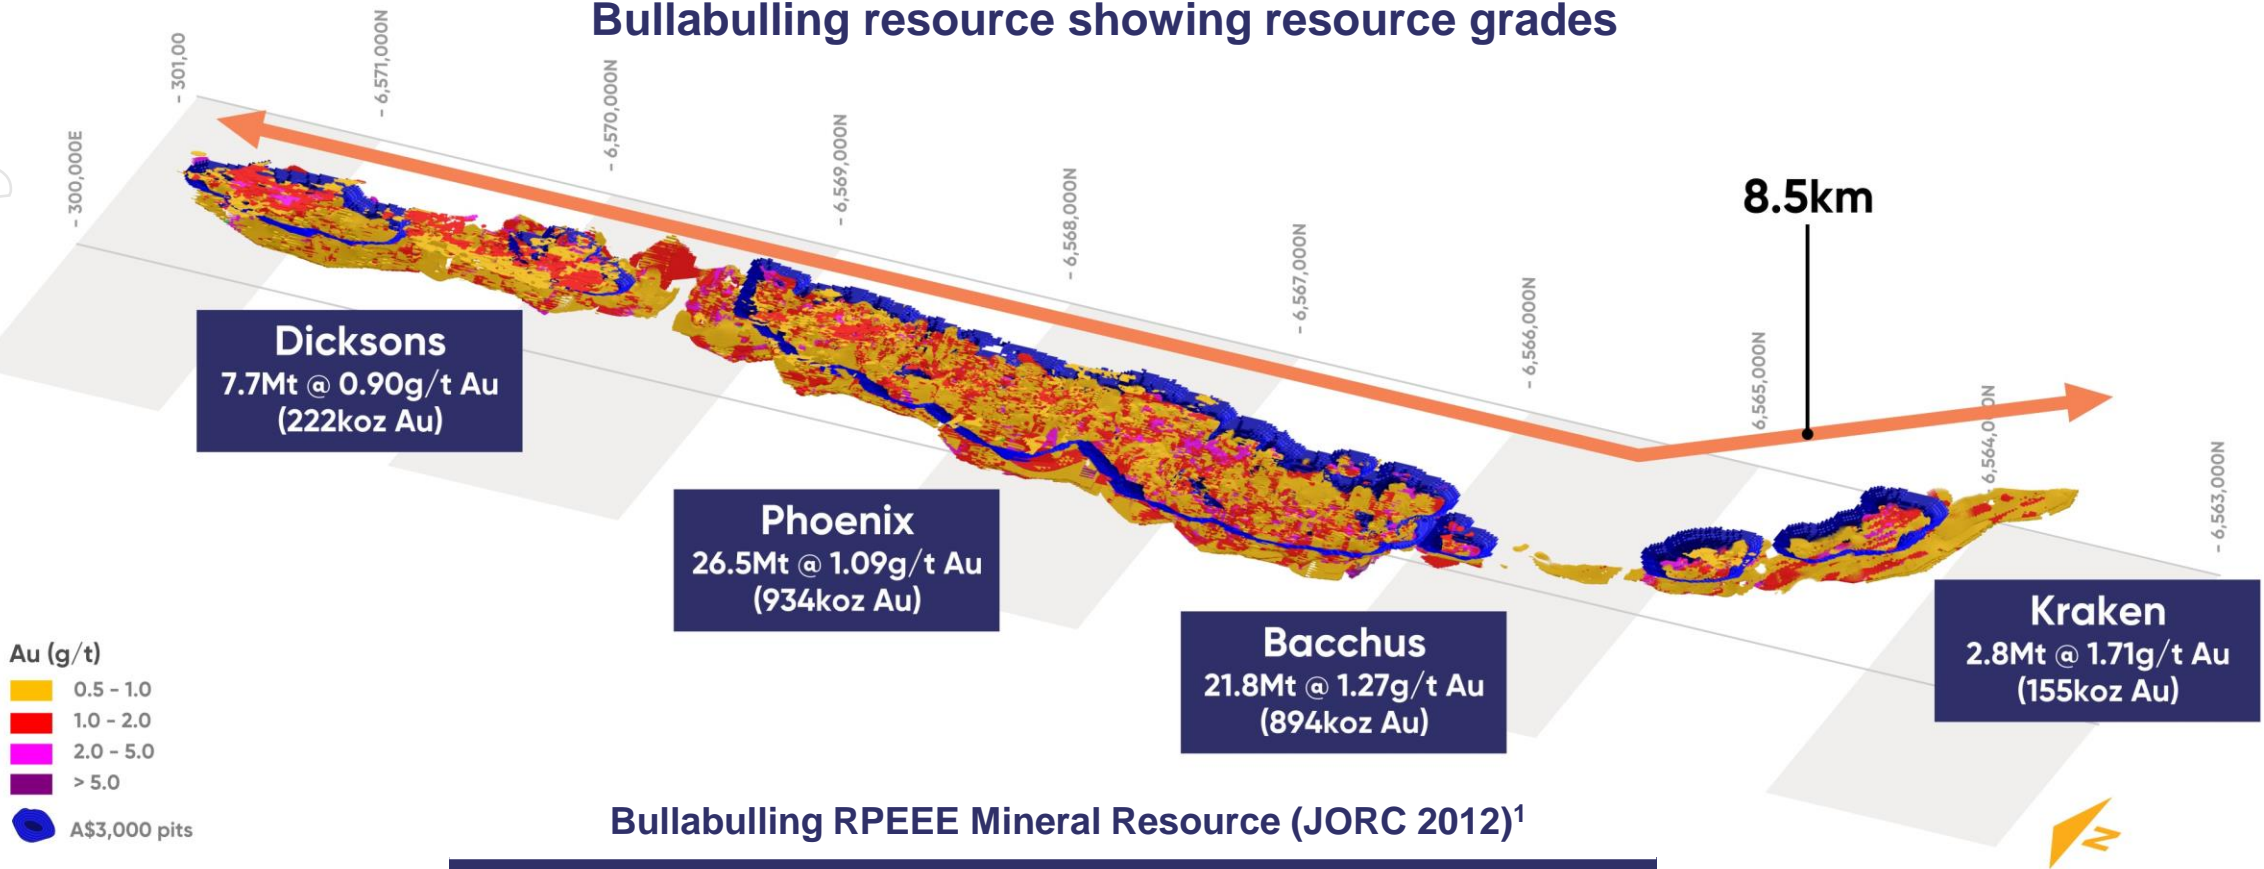 Bullabulling resource showing resource grades
- 301,00
- 6,571,000N
- 6,570,000N
- 300,000E
- 6,569,000N
- 6,568,000N
8.5km
- 6,567,000N
- 6,566,000N
6,565,000N
6,564,000N
- 6,563,000N
Dicksons
7.7Mt @ 0.90g/t Au
(222koz Au)
Phoenix
26.5Mt @ 1.09g/t Au
(934koz Au)
Bacchus
21.8Mt @ 1.27g/t Au
(894koz Au)
Kraken
2.8Mt @ 1.71g/t Au
(155koz Au)
Au (g/t)
0.5 - 1.0
1.0 - 2.0
2.0 - 5.0
> 5.0
A$3,000 pits
Bullabulling RPEEE Mineral Resource (JORC 2012)¹
N